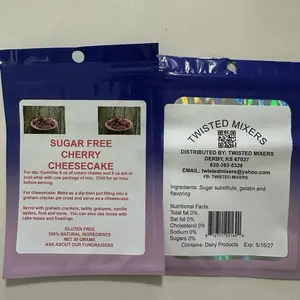 SUGAR FREE
CHERRY
CHEESECAKE
For dip: Combine 8 oz of cream cheese and 8 oz tub of
cool whip with one package of mix. Chill for an hour
before serving.
For cheesecake: Make as a dip then put filling into a
graham cracker pie crust and serve as a cheesecake
Serve with graham crackers, teddy grahams, vanilla
wafers, fruit and more. You can also use mixes with
cake mixes and frostings.
GLUTEN FREE
100% NATURAL INGREDIENTS
NET 30 GRAMS
ASK ABOUT OUR FUNDRAISERS
TWISTED MIXERS
DISTRIBUTED BY: TWISTED MIXERS
DERBY, KS 67037
620-393-5326
EMAIL: twistedmixers@yahoo.com
FB: TWISTED MIXERS
Ingredients: Sugar substitute, gelatin and
flavoring
Nutritional Facts:
Total fat 0%
Sat fat 0%
Cholesterol 0%
Sodium 0%
Sugars 0%
Contains: Dairy Products Exp. 5/15/27